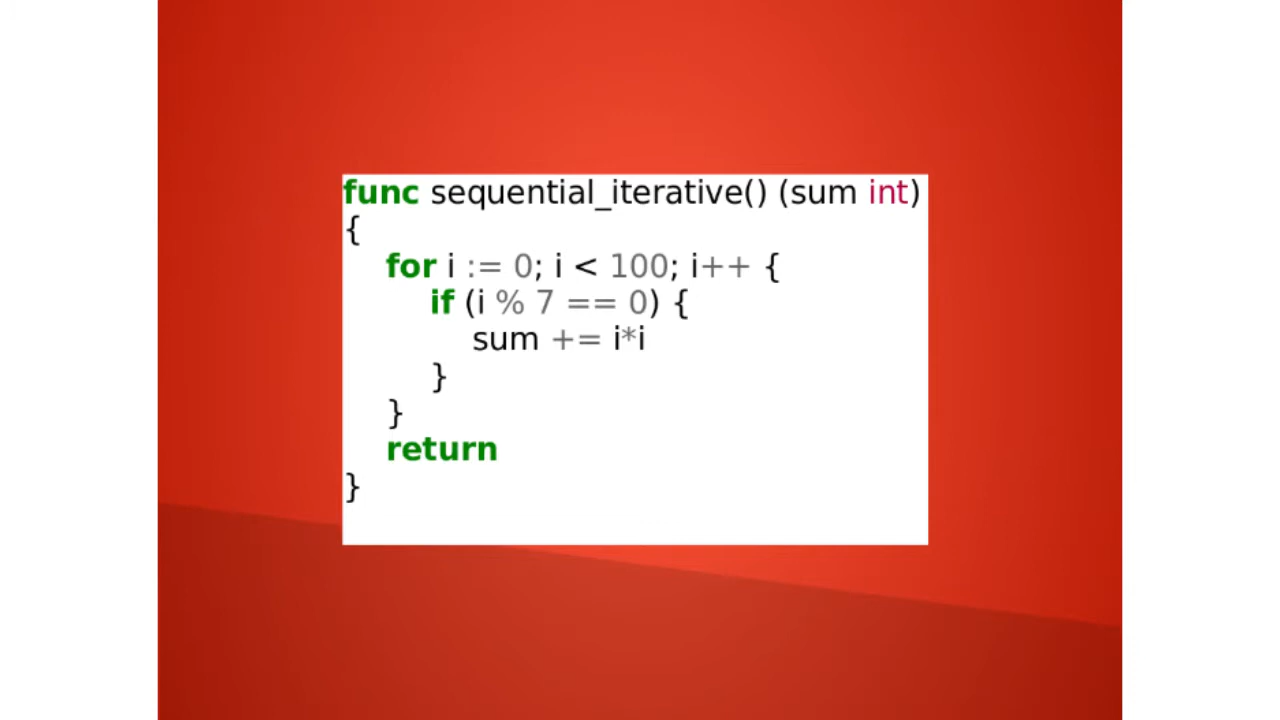 func sequential_iterative() (sum int)
{
for i := 0; i < 100; i++ {
if (i % 7 == 0) {
sum += i*i
}
}
return
}